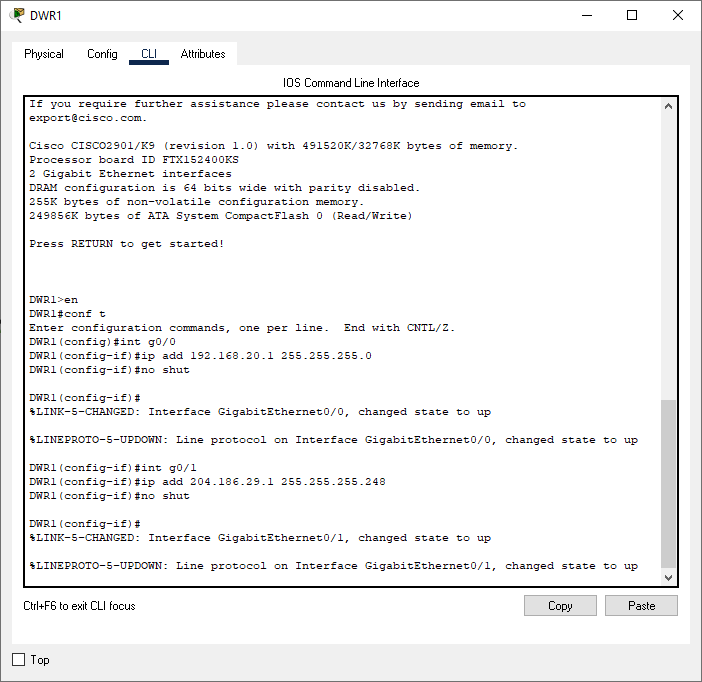 DWR1
Physical Config CLI Attributes
IOS Command Line Interface
If you require further assistance please contact us by sending email to
export@cisco.com.
Cisco CISCO2901/K9 (revision 1.0) with 491520K/32768K bytes of memory.
Processor board ID FTX152400KS
2 Gigabit Ethernet interfaces
DRAM configuration is 64 bits wide with parity disabled.
255K bytes of non-volatile configuration memory.
249856K bytes of ATA System CompactFlash 0 (Read/Write)
Press RETURN to get started!
DWR1>en
DWR1#conf t
Enter configuration commands, one per line.  End with CNTL/Z.
DWR1(config)#int g0/0
DWR1(config-if)#ip add 192.168.20.1 255.255.255.0
DWR1(config-if)#no shut
DWR1(config-if)#
%LINK-5-CHANGED: Interface GigabitEthernet0/0, changed state to up
%LINEPROTO-5-UPDOWN: Line protocol on Interface GigabitEthernet0/0, changed state to up
DWR1(config-if)#int g0/1
DWR1(config-if)#ip add 204.186.29.1 255.255.255.248
DWR1(config-if)#no shut
DWR1(config-if)#
%LINK-5-CHANGED: Interface GigabitEthernet0/1, changed state to up
%LINEPROTO-5-UPDOWN: Line protocol on Interface GigabitEthernet0/1, changed state to up
Ctrl+F6 to exit CLI focus
Copy Paste
Top